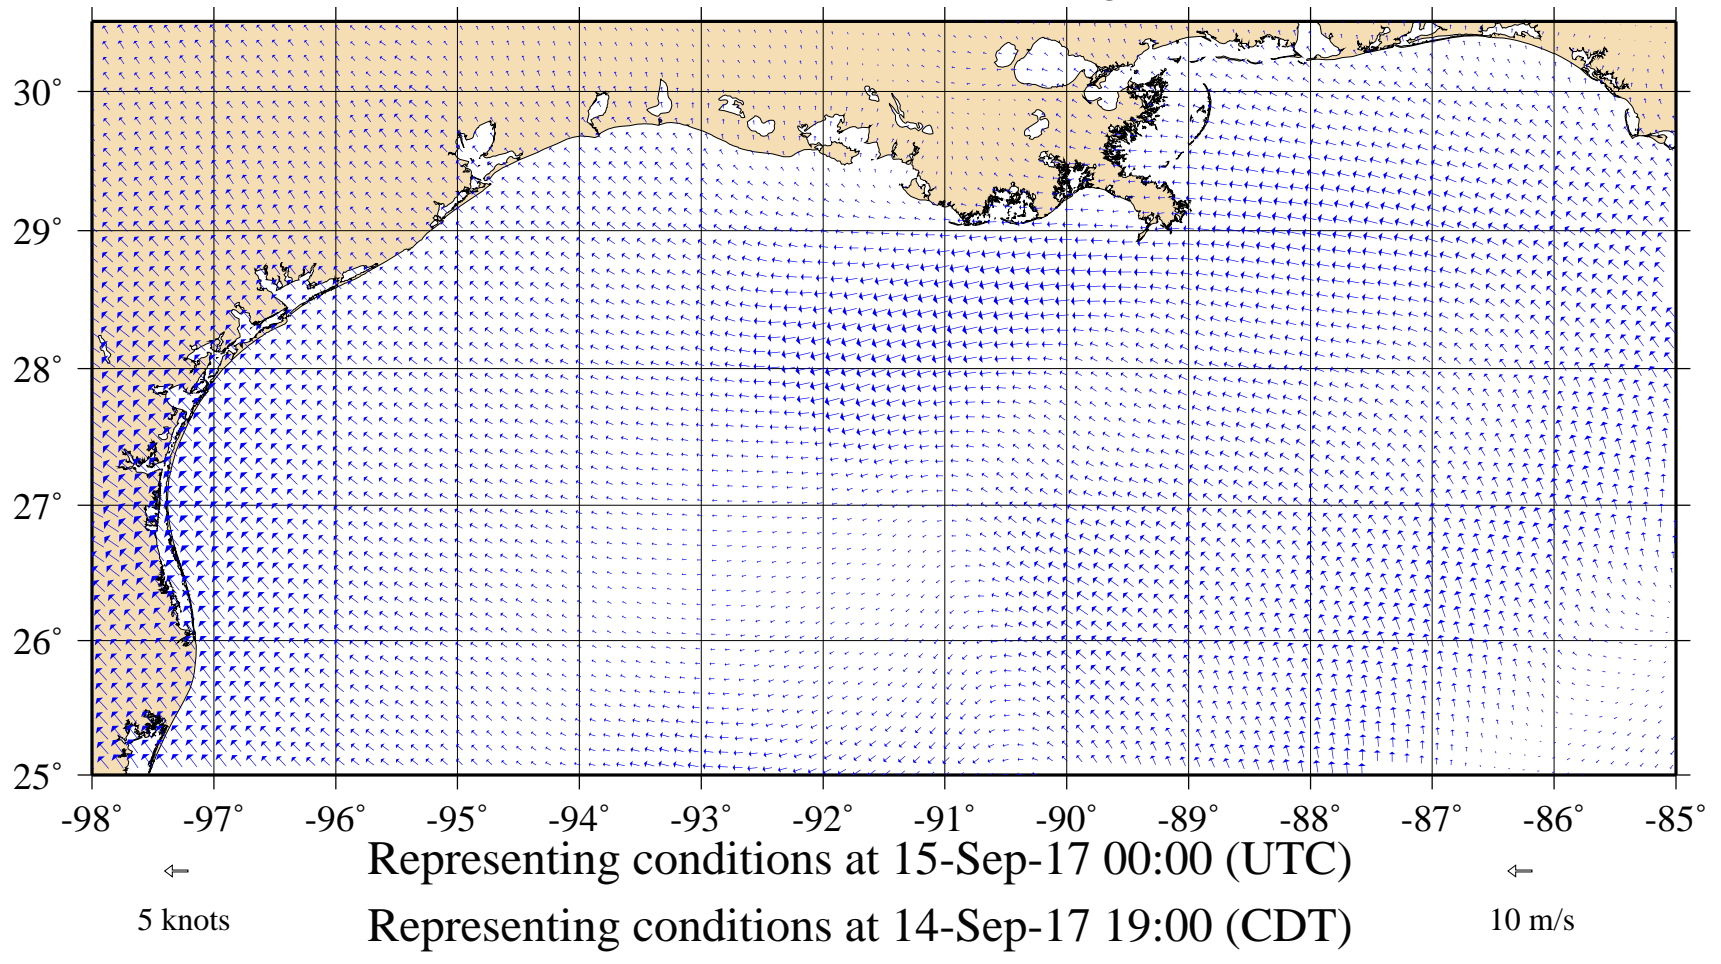 30°
29°
28°
27°
26°
25°
-98° -97° -96° -95° -94° -93° -92° -91° -90° -89° -88° -87° -86° -85°
Representing conditions at 15-Sep-17 00:00 (UTC)
5 knots
Representing conditions at 14-Sep-17 19:00 (CDT)
10 m/s